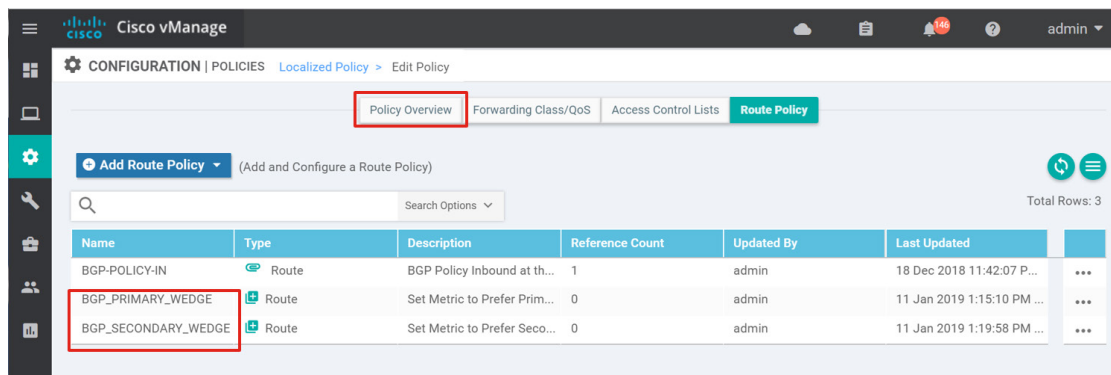 cisco Cisco vManage 146 admin
CONFIGURATION | POLICIES Localized Policy > Edit Policy
Policy Overview Forwarding Class/QoS Access Control Lists Route Policy
Add Route Policy (Add and Configure a Route Policy)
Search Options Total Rows: 3
Name Type Description Reference Count Updated By Last Updated
BGP-POLICY-IN Route BGP Policy Inbound at th... 1 admin 18 Dec 2018 11:42:07 P... •••
BGP_PRIMARY_WEDGE Route Set Metric to Prefer Prim... 0 admin 11 Jan 2019 1:15:10 PM ... •••
BGP_SECONDARY_WEDGE Route Set Metric to Prefer Seco... 0 admin 11 Jan 2019 1:19:58 PM ... •••